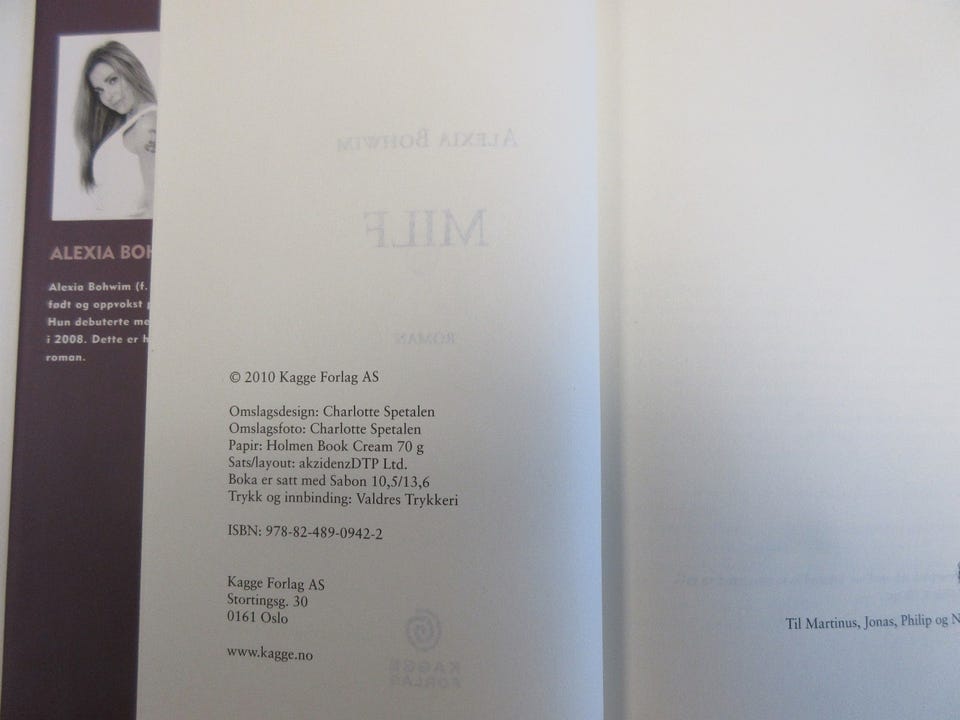 ALEXIA BOH
Alexia Bohwim (f.
født og oppvokst
Hun debuterte me
i 2008. Dette er h
roman.
ALEXIA BOHWIM
MILF
ROMAN
© 2010 Kagge Forlag AS
Omslagsdesign: Charlotte Spetalen
Omslagsfoto: Charlotte Spetalen
Papir: Holmen Book Cream 70 g
Sats/layout: akzidenzDTP Ltd.
Boka er satt med Sabon 10,5/13,6
Trykk og innbinding: Valdres Trykkeri
ISBN: 978-82-489-0942-2
Kagge Forlag AS
Stortingsg. 30
0161 Oslo
www.kagge.no
KAGGE
FORLAG
Til Martinus, Jonas, Philip og N